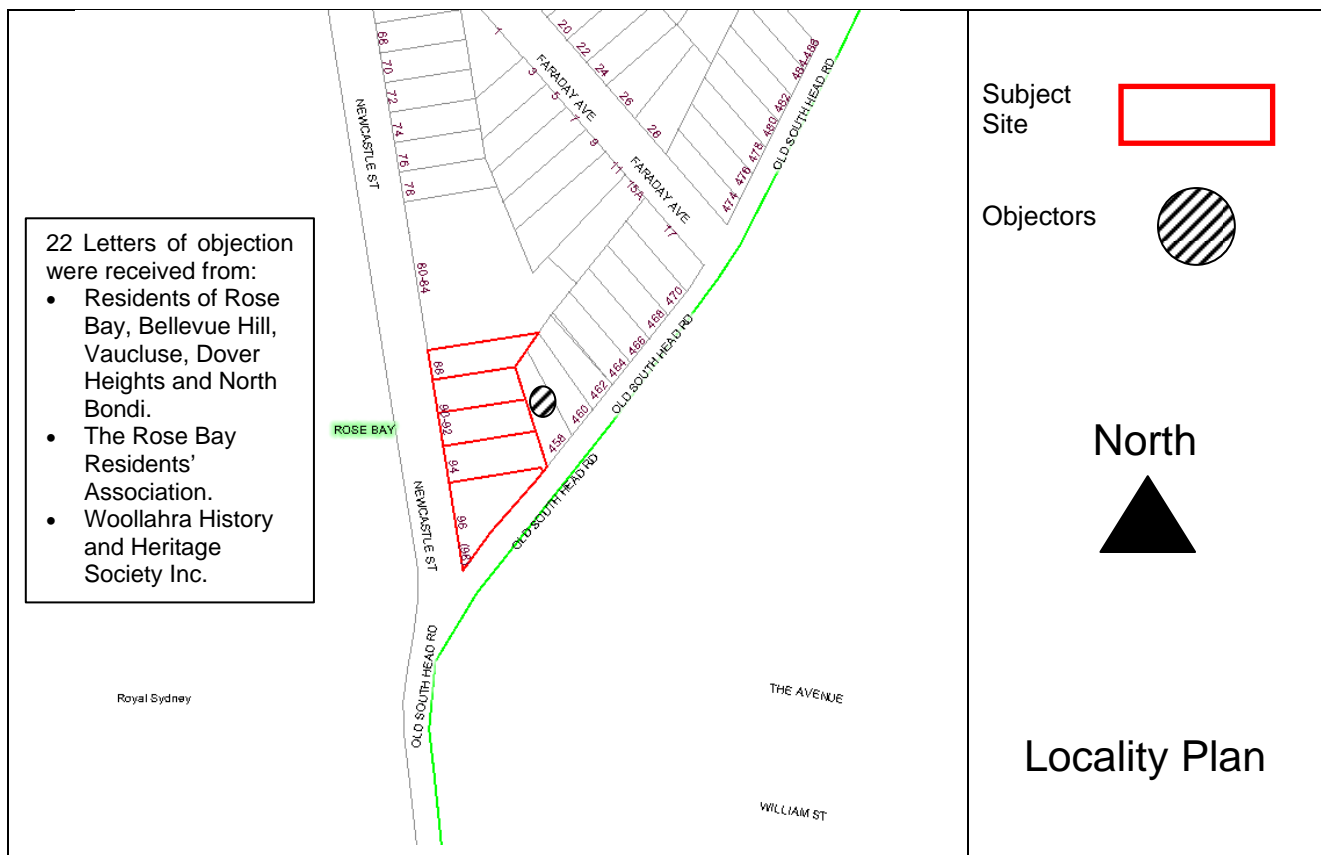 22 Letters of objection
were received from:
• Residents of Rose
Bay, Bellevue Hill,
Vaucluse, Dover
Heights and North
Bondi.
• The Rose Bay
Residents'
Association.
• Woollahra History
and Heritage
Society Inc.
68
70
72
74
76
78
80-84
88
90-92
94
96 (98)
NEWCASTLE ST
NEWCASTLE ST
ROSE BAY
1
3
5
7
9
11
15A
17
FARADAY AVE
FARADAY AVE
20
22
24
26
28
484-488
482
480
478
476
474
470
468
466
464
462
460
458
OLD SOUTH HEAD RD
OLD SOUTH HEAD RD
OLD SOUTH HEAD RD
OLD SOUTH HEAD RD
Royal Sydney
THE AVENUE
WILLIAM ST
Subject
Site
Objectors
North
Locality Plan